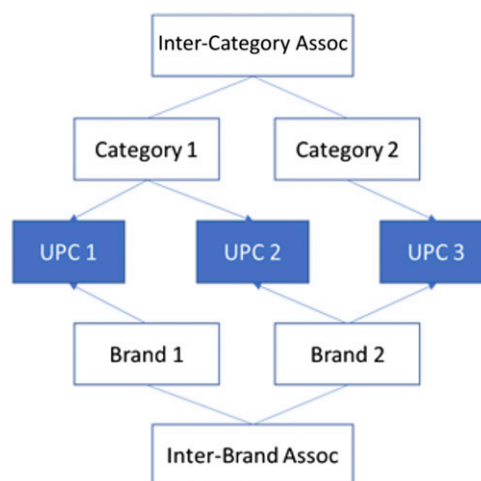 Inter-Category Assoc
Category 1
Category 2
UPC 1
UPC 2
UPC 3
Brand 1
Brand 2
Inter-Brand Assoc